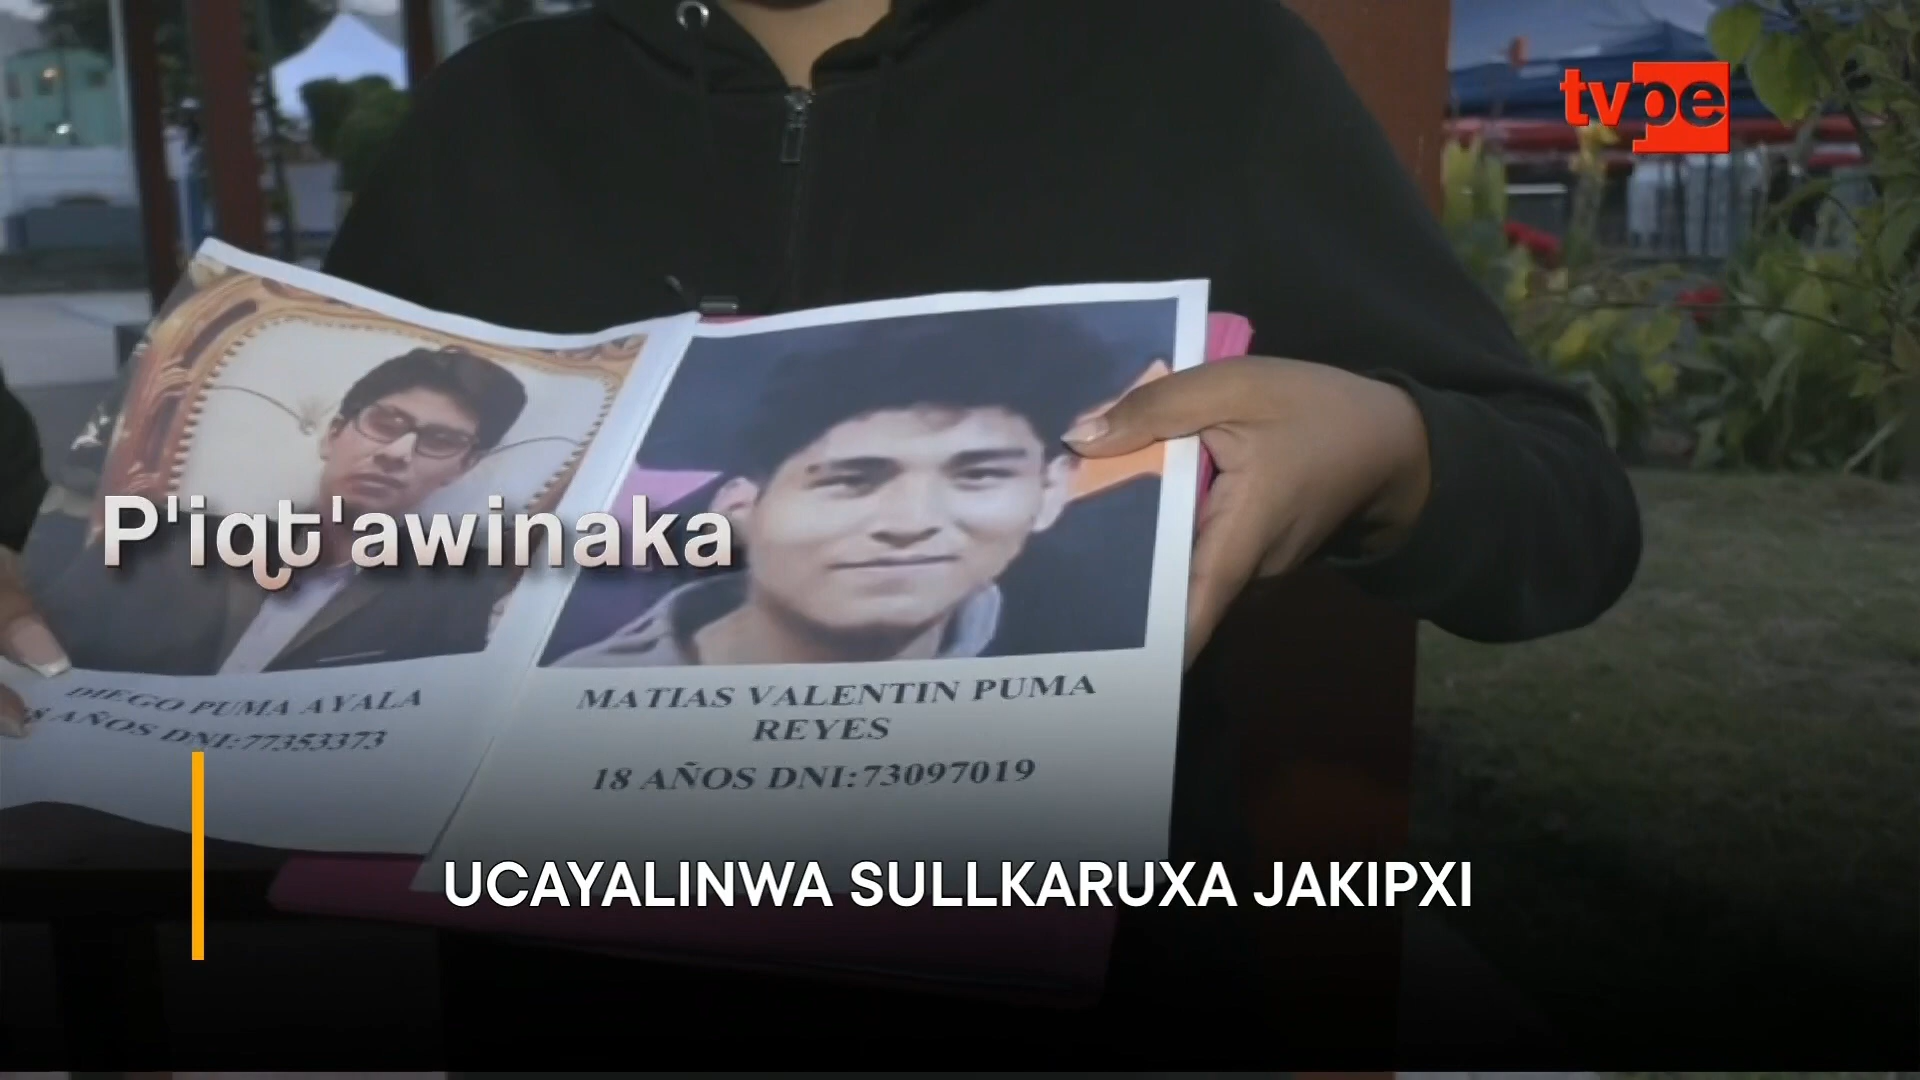 tvpe
P'iqt'awinaka
DIEGO PUMA AYALA
8 AÑOS DNI:77353373
MATIAS VALENTIN PUMA
REYES
18 AÑOS DNI:73097019
UCAYALINWA SULLKARUXA JAKIPXI